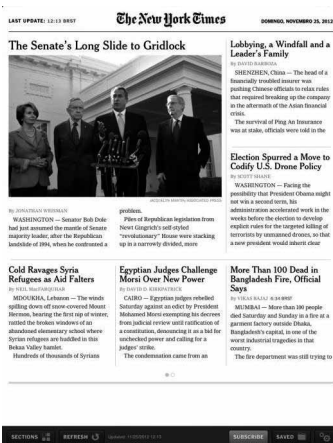 LAST UPDATE: 12:13 BRST
The New York Times
DOMINGO, NOVEMBRO 25, 2012
The Senate's Long Slide to Gridlock
JACQUELYN MARTIN/ASSOCIATED PRESS
By JONATHAN WEISMAN
WASHINGTON — Senator Bob Dole
had just assumed the mantle of Senate
majority leader, after the Republican
landslide of 1994, when he confronted a
problem.
Piles of Republican legislation from
Newt Gingrich's self-styled
"revolutionary" House were stacking
up in a narrowly divided, more
Lobbying, a Windfall and a
Leader's Family
By DAVID BARBOZA
SHENZHEN, China — The head of a
financially troubled insurer was
pushing Chinese officials to relax rules
that required breaking up the company
in the aftermath of the Asian financial
crisis.
The survival of Ping An Insurance
was at stake, officials were told in the
Election Spurred a Move to
Codify U.S. Drone Policy
By SCOTT SHANE
WASHINGTON — Facing the
possibility that President Obama might
not win a second term, his
administration accelerated work in the
weeks before the election to develop
explicit rules for the targeted killing of
terrorists by unmanned drones, so that
a new president would inherit clear
Cold Ravages Syria
Refugees as Aid Falters
By NEIL MacFARQUHAR
MDOUKHA, Lebanon — The winds
spilling down off snow-covered Mount
Hermon, bearing the first nip of winter,
rattled the broken windows of an
abandoned elementary school where
Syrian refugees are huddled in this
Bekaa Valley hamlet.
Hundreds of thousands of Syrians
Egyptian Judges Challenge
Morsi Over New Power
By DAVID D. KIRKPATRICK
CAIRO — Egyptian judges rebelled
Saturday against an edict by President
Mohamed Morsi exempting his decrees
from judicial review until ratification of
a constitution, denouncing it as a bid for
unchecked power and calling for a
judges' strike.
The condemnation came from an
More Than 100 Dead in
Bangladesh Fire, Official
Says
By VIKAS BAJAJ 8:34 BRST
MUMBAI — More than 100 people
died Saturday and Sunday in a fire at a
garment factory outside Dhaka,
Bangladesh's capital, in one of the
worst industrial tragedies in that
country.
The fire department was still trying to
SECTIONS
REFRESH
Updated: 11/25/2012 12:13
SUBSCRIBE
SAVED